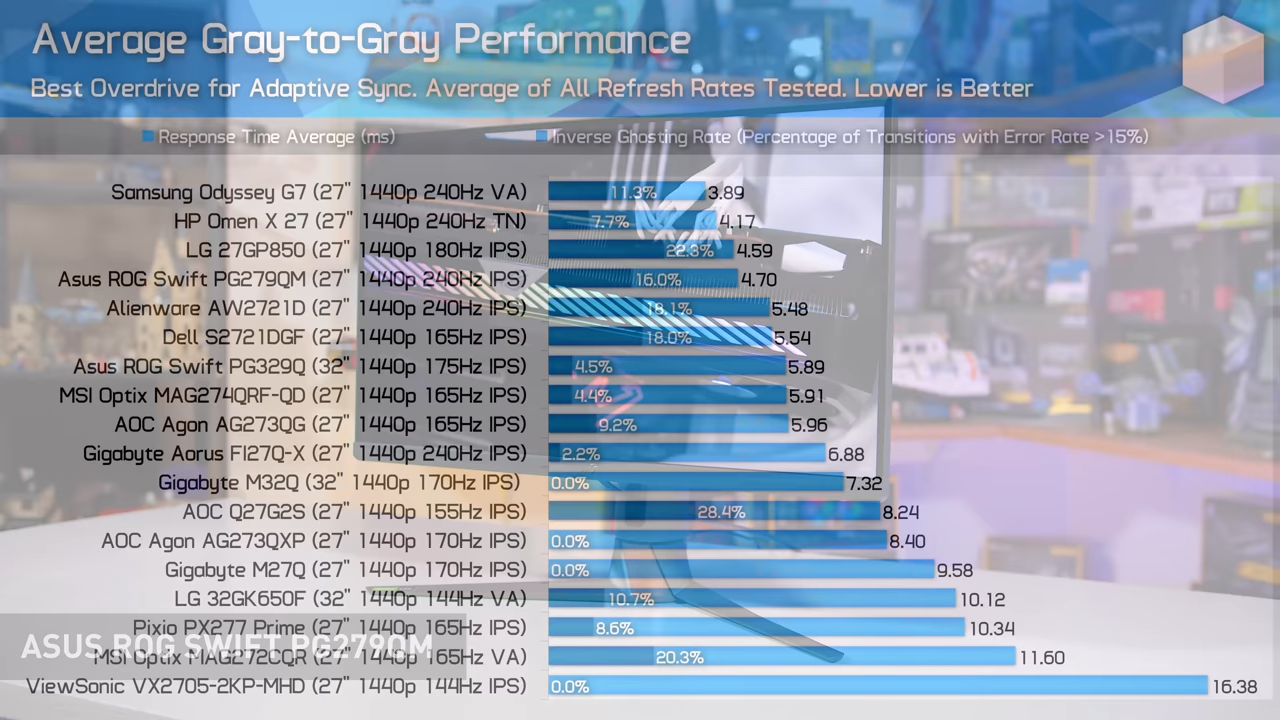 Average Gray-to-Gray Performance
Best Overdrive for Adaptive Sync. Average of All Refresh Rates Tested. Lower is Better
Response Time Average (ms) Inverse Ghosting Rate (Percentage of Transitions with Error Rate >15%)
Samsung Odyssey G7 (27" 1440p 240Hz VA) 11.3% 3.89
HP Omen X 27 (27" 1440p 240Hz TN) 7.7% 4.17
LG 27GP850 (27" 1440p 180Hz IPS) 22.3% 4.59
Asus ROG Swift PG279QM (27" 1440p 240Hz IPS) 16.0% 4.70
Alienware AW2721D (27" 1440p 240Hz IPS) 18.1% 5.48
Dell S2721DGF (27" 1440p 165Hz IPS) 18.0% 5.54
Asus ROG Swift PG329Q (32" 1440p 175Hz IPS) 4.5% 5.89
MSI Optix MAG274QRF-QD (27" 1440p 165Hz IPS) 4.4% 5.91
AOC Agon AG273QG (27" 1440p 165Hz IPS) 9.2% 5.96
Gigabyte Aorus FI27Q-X (27" 1440p 240Hz IPS) 2.2% 6.88
Gigabyte M32Q (32" 1440p 170Hz IPS) 0.0% 7.32
AOC Q27G2S (27" 1440p 155Hz IPS) 28.4% 8.24
AOC Agon AG273QXP (27" 1440p 170Hz IPS) 0.0% 8.40
Gigabyte M27Q (27" 1440p 170Hz IPS) 0.0% 9.58
LG 32GK650F (32" 1440p 144Hz VA) 10.7% 10.12
Pixio PX277 Prime (27" 1440p 165Hz IPS) 8.6% 10.34
ASUS ROG SWIFT PG279QM
MSI Optix MAG272CQR (27" 1440p 165Hz VA) 20.3% 11.60
ViewSonic VX2705-2KP-MHD (27" 1440p 144Hz IPS) 0.0% 16.38